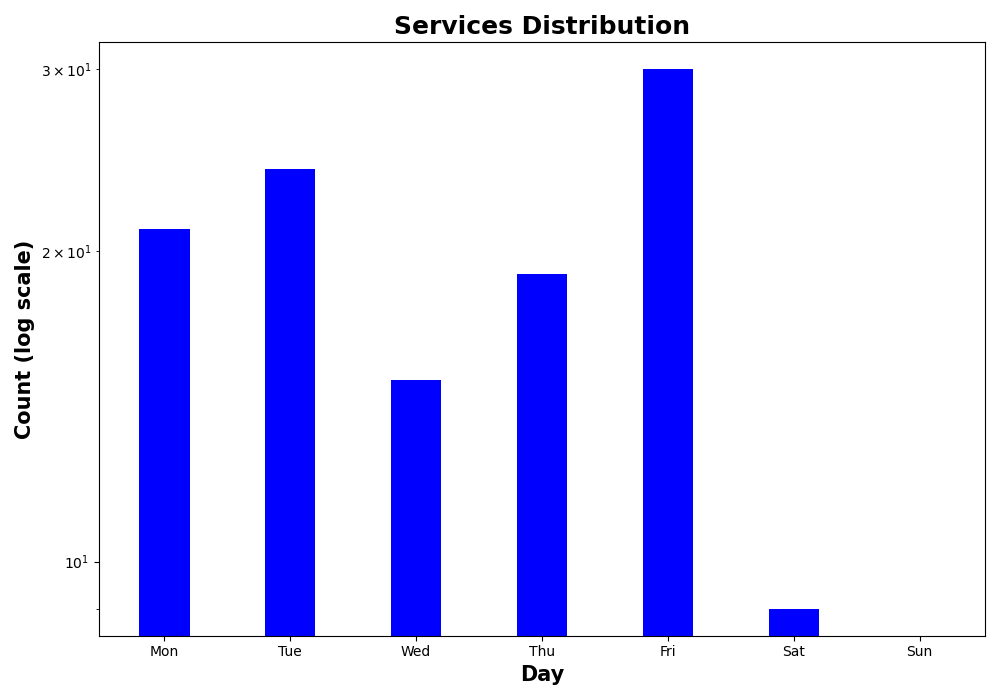 Services Distribution
3 × 10¹
2 × 10¹
10¹
Count (log scale)
Mon Tue Wed Thu Fri Sat Sun
Day